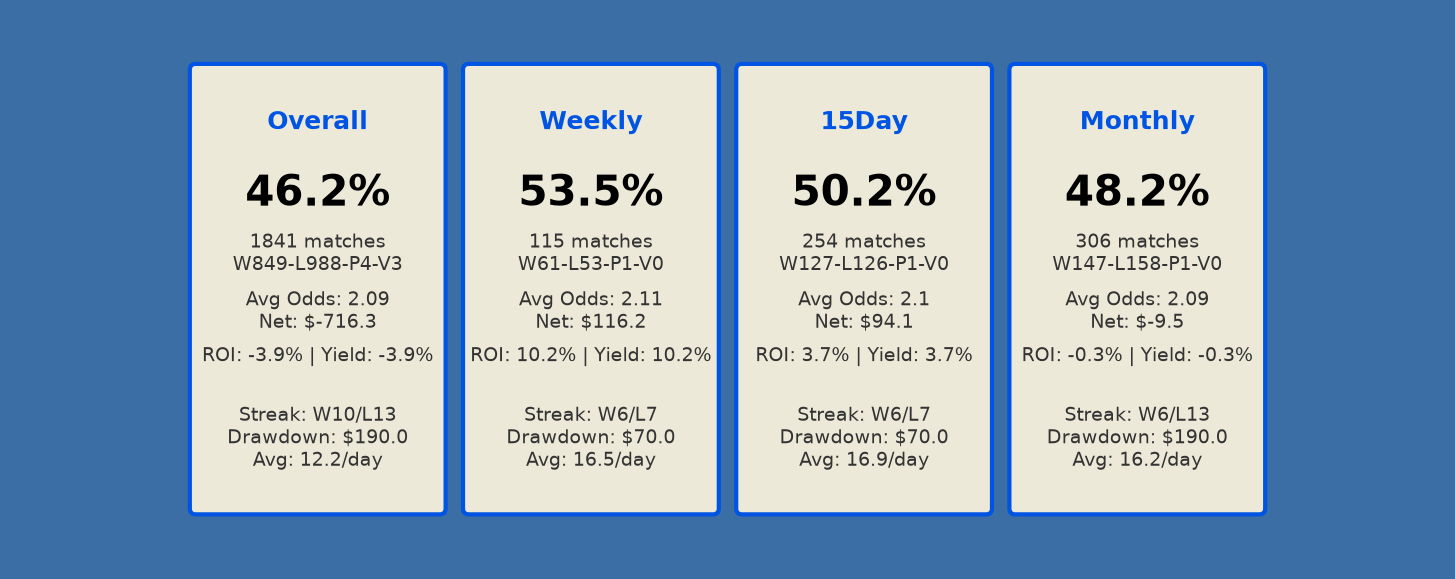 Overall
46.2%
1841 matches
W849-L988-P4-V3
Avg Odds: 2.09
Net: $-716.3
ROI: -3.9% | Yield: -3.9%
Streak: W10/L13
Drawdown: $190.0
Avg: 12.2/day
Weekly
53.5%
115 matches
W61-L53-P1-V0
Avg Odds: 2.11
Net: $116.2
ROI: 10.2% | Yield: 10.2%
Streak: W6/L7
Drawdown: $70.0
Avg: 16.5/day
15Day
50.2%
254 matches
W127-L126-P1-V0
Avg Odds: 2.1
Net: $94.1
ROI: 3.7% | Yield: 3.7%
Streak: W6/L7
Drawdown: $70.0
Avg: 16.9/day
Monthly
48.2%
306 matches
W147-L158-P1-V0
Avg Odds: 2.09
Net: $-9.5
ROI: -0.3% | Yield: -0.3%
Streak: W6/L13
Drawdown: $190.0
Avg: 16.2/day